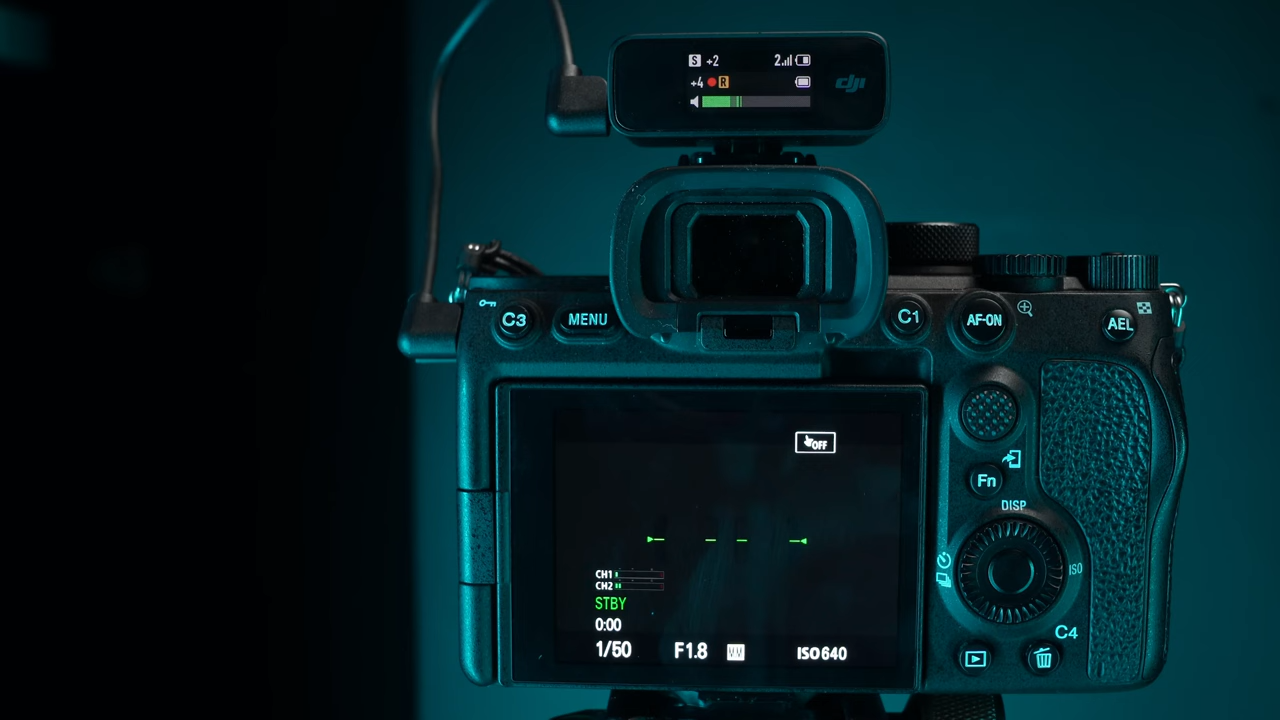 S +2 2
+4 R
dji
C3 MENU C1 AF-ON AEL
OFF
Fn
DISP
CH1
CH2
STBY
0:00
1/50 F1.8 ISO 640
ISO
C4